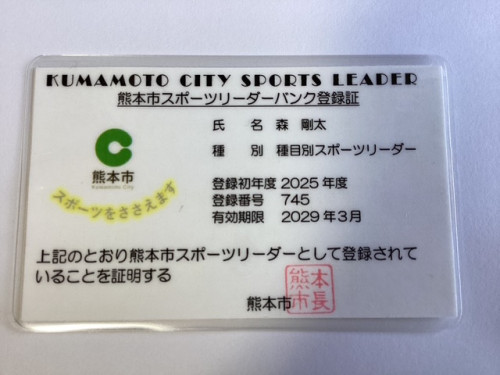 KUMAMOTO CITY SPORTS LEADER
熊本市スポーツリーダーバンク登録証
氏 名 森 剛太
種 別 種目別スポーツリーダー
熊本市
Kumamoto City
スポーツをささえます
登録初年度 2025 年度
登録番号 745
有効期限 2029 年 3月
上記のとおり熊本市スポーツリーダーとして登録されて
いることを証明する
熊本市
熊本
市長